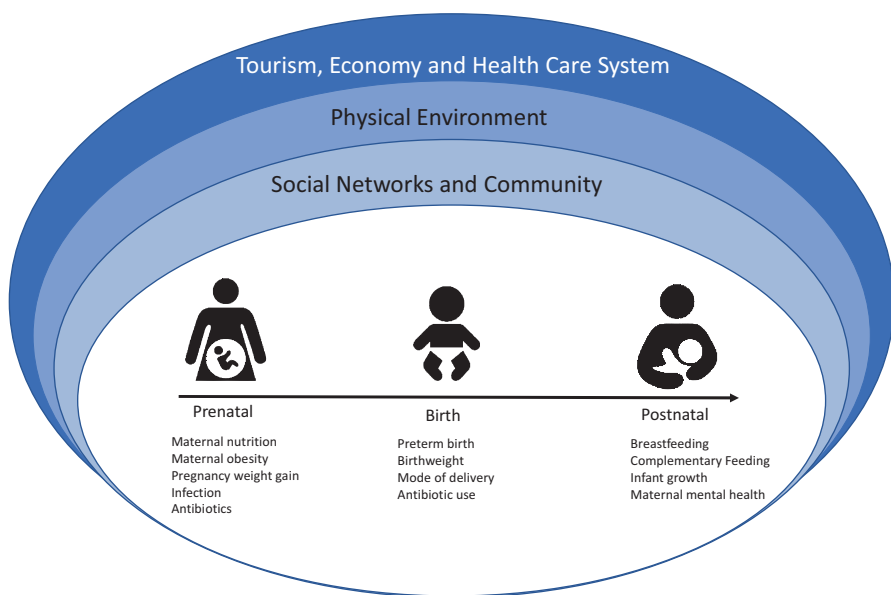 Tourism, Economy and Health Care System
Physical Environment
Social Networks and Community
Prenatal
Maternal nutrition
Maternal obesity
Pregnancy weight gain
Infection
Antibiotics
Birth
Preterm birth
Birthweight
Mode of delivery
Antibiotic use
Postnatal
Breastfeeding
Complementary Feeding
Infant growth
Maternal mental health